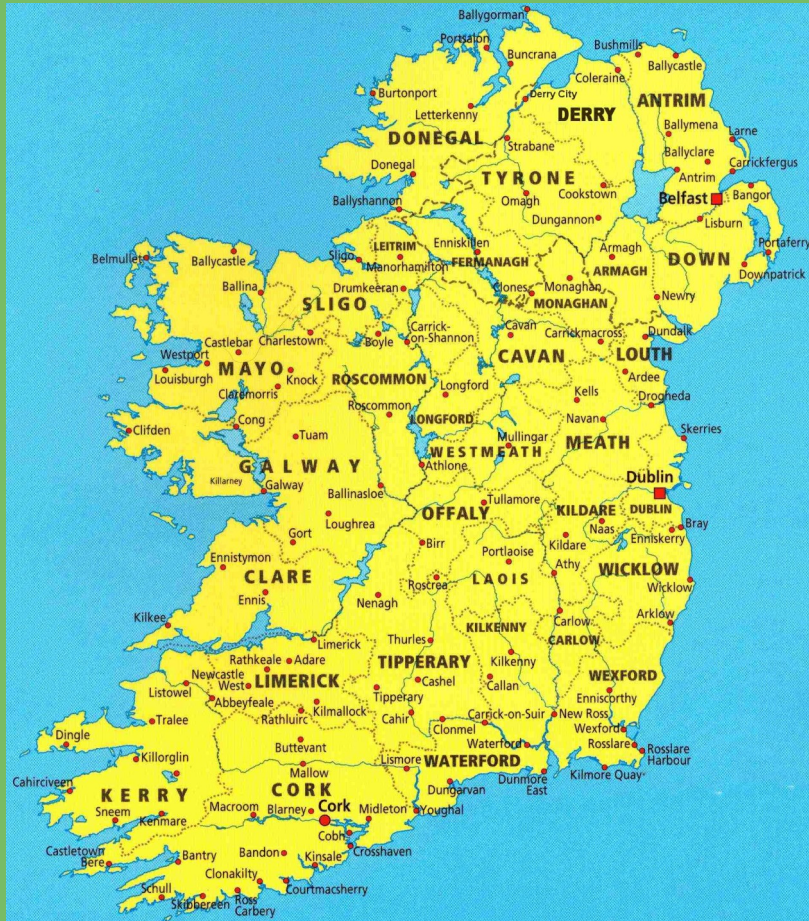 Ballygorman
Portsalon
Buncrana
Bushmills
Ballycastle
Coleraine
Burtonport
Derry City
Letterkenny
DERRY
ANTRIM
Ballymena
Larne
DONEGAL
Strabane
Ballyclare
Carrickfergus
Donegal
TYRONE
Antrim
Cookstown
Bangor
Omagh
Belfast
Ballyshannon
Dungannon
Lisburn
Portaferry
Belmullet
Ballycastle
Sligo
LEITRIM
Enniskillen
Armagh
DOWN
Manorhamilton
FERMANAGH
ARMAGH
Downpatrick
Ballina
Drumkeeran
Clones
Monaghan
SLIGO
MONAGHAN
Newry
Castlebar
Charlestown
Boyle
Carrick-
on-Shannon
Cavan
Carrickmacross
Dundalk
Westport
CAVAN
LOUTH
Louisburgh
MAYO
Knock
ROSCOMMON
Ardee
Claremorris
Longford
Kells
Drogheda
Roscommon
LONGFORD
Navan
Cong
Clifden
Tuam
Mullingar
Skerries
WESTMEATH
MEATH
GALWAY
Athlone
Killarney
Galway
Ballinasloe
Dublin
Tullamore
OFFALY
KILDARE
DUBLIN
Loughrea
Naas
Bray
Gort
Birr
Kildare
Enniskerry
Ennistymon
Portlaoise
Athy
WICKLOW
CLARE
Roscrea
LAOIS
Wicklow
Ennis
Nenagh
Kilkee
Carlow
Arklow
KILKENNY
Limerick
Thurles
CARLOW
Rathkeale
Adare
TIPPERARY
Kilkenny
Newcastle
West
LIMERICK
Cashel
Callan
WEXFORD
Listowel
Abbeyfeale
Tipperary
Enniscorthy
Rathluirc
Kilmallock
Cahir
Carrick-on-Suir
New Ross
Tralee
Clonmel
Wexford
Dingle
Buttevant
Waterford
Rosslare
Rosslare
Harbour
Killorglin
Lismore
WATERFORD
Mallow
Dunmore
East
Kilmore Quay
Cahirciveen
KERRY
CORK
Dungarvan
Sneem
Kenmare
Macroom
Blarney
Cork
Midleton
Youghal
Cobh
Castletown
Bere
Bantry
Bandon
Kinsale
Crosshaven
Clonakilty
Courtmacsherry
Schull
Skibbereen
Ross
Carbery